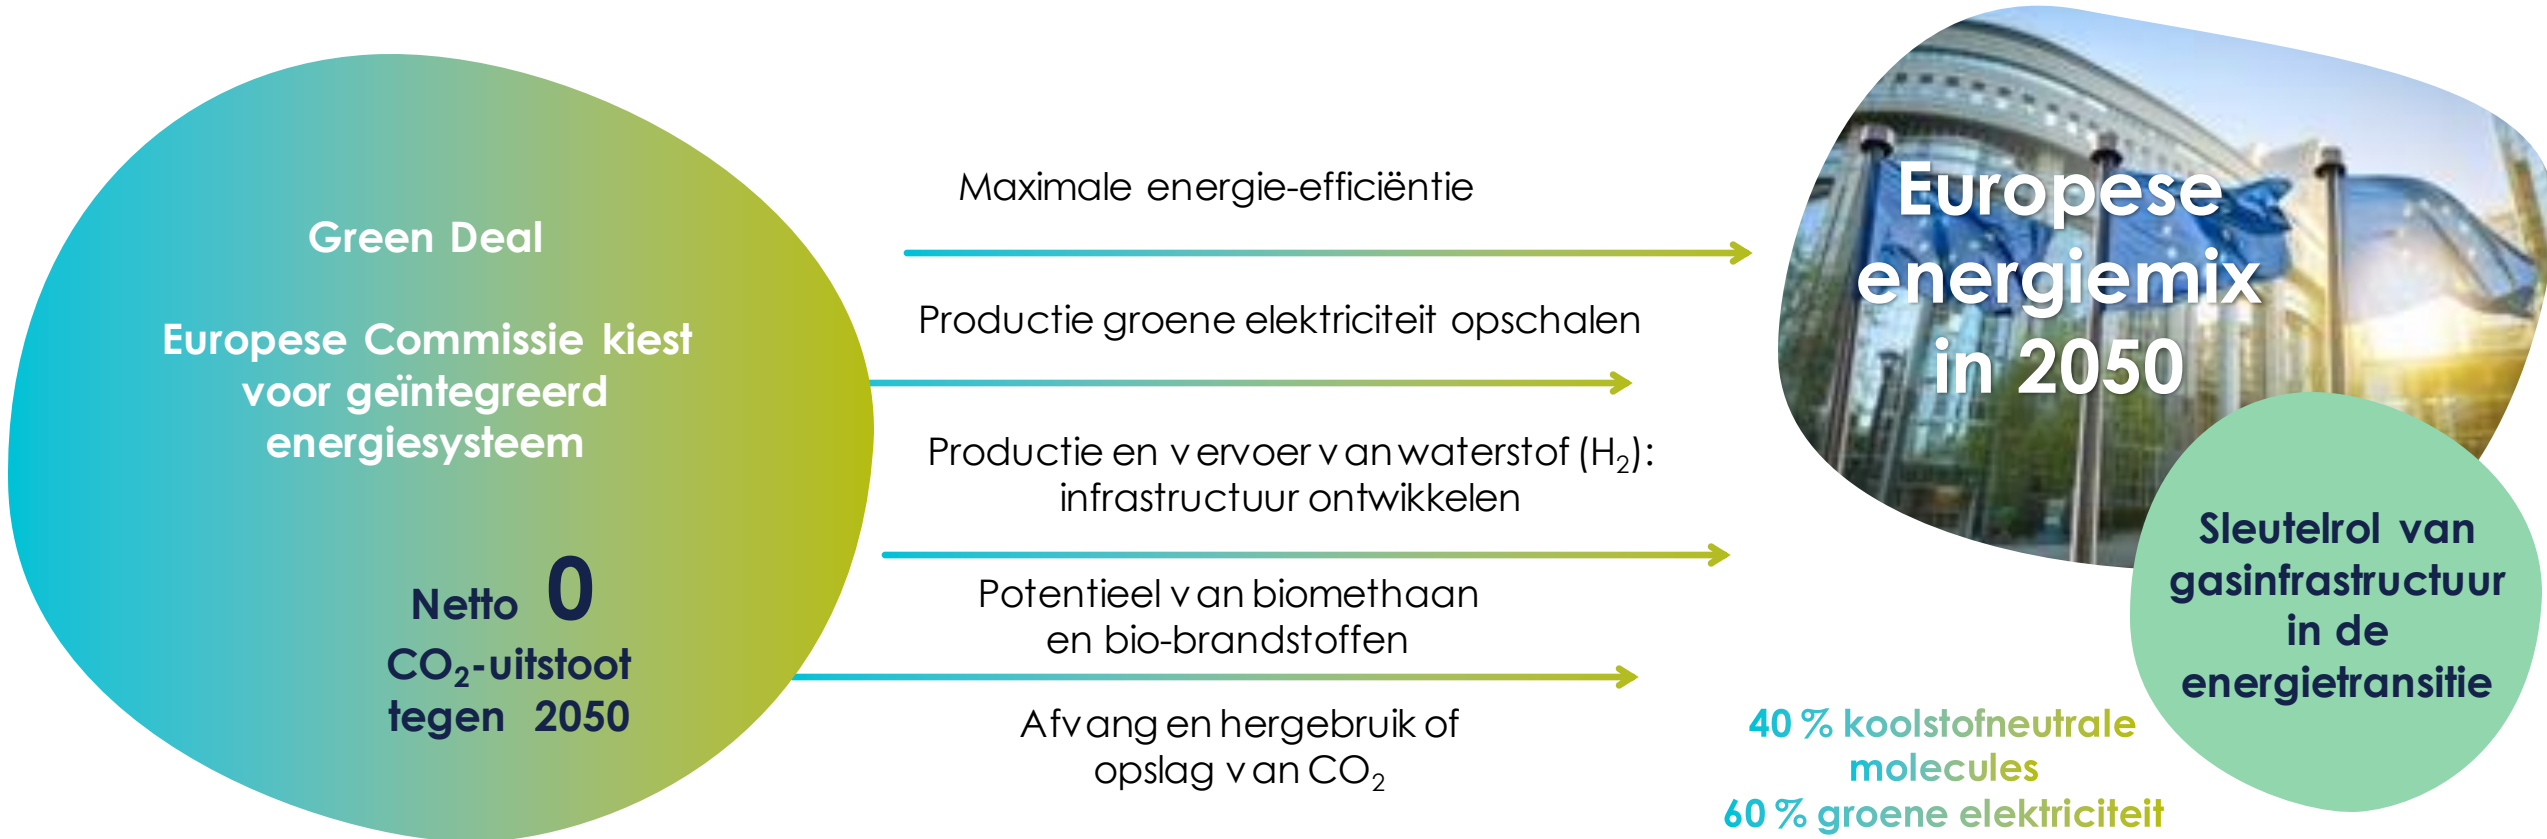 Green Deal
Europese Commissie kiest
voor geïntegreerd
energiesysteem
Netto 0
CO₂-uitstoot
tegen 2050
Maximale energie-efficiëntie
Productie groene elektriciteit opschalen
Productie en vervoer van waterstof (H₂):
infrastructuur ontwikkelen
Potentieel van biomethaan
en bio-brandstoffen
Afvang en hergebruik of
opslag van CO₂
Europese
energiemix
in 2050
Sleutelrol van
gasinfrastructuur
in de
energietransitie
40 % koolstofneutrale
molecules
60 % groene elektriciteit